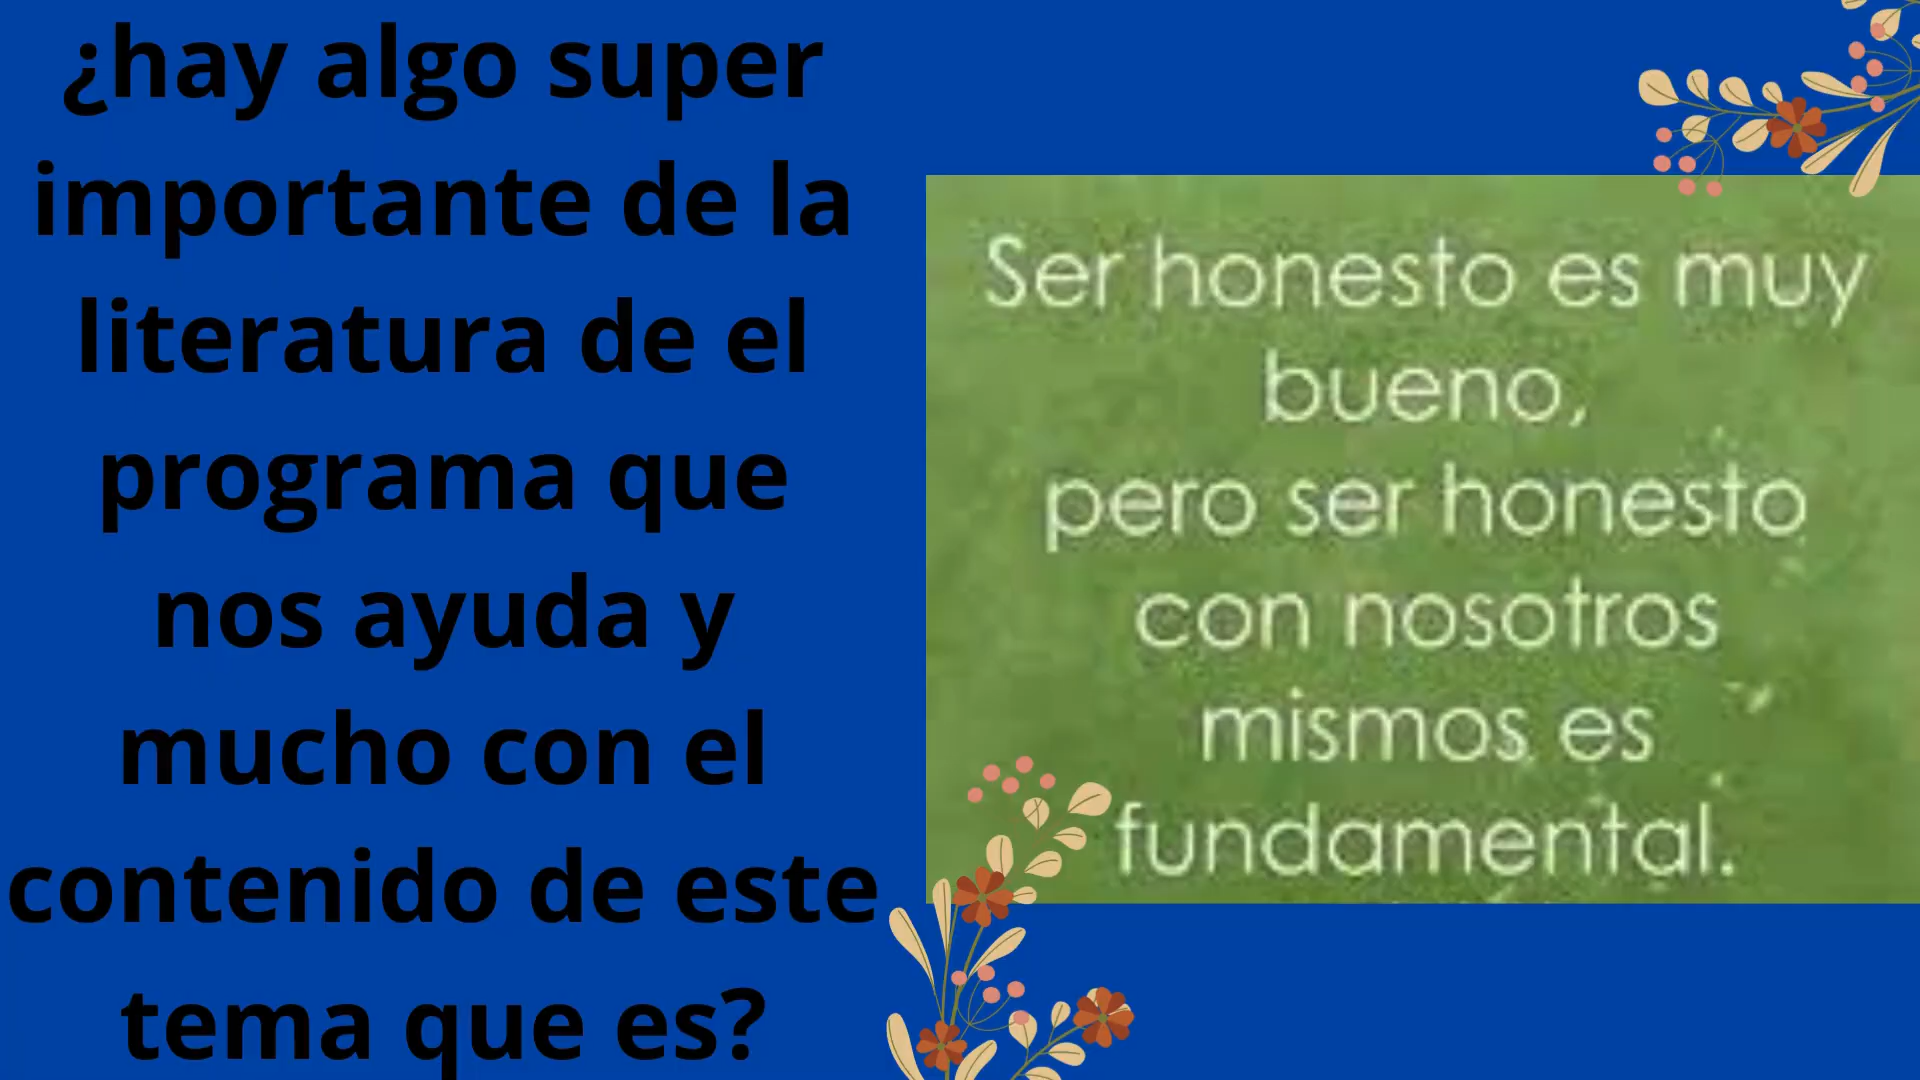 ¿hay algo super
importante de la
literatura de el
programa que
nos ayuda y
mucho con el
contenido de este
tema que es?
Ser honesto es muy
bueno,
pero ser honesto
con nosotros
mismos es
fundamental.